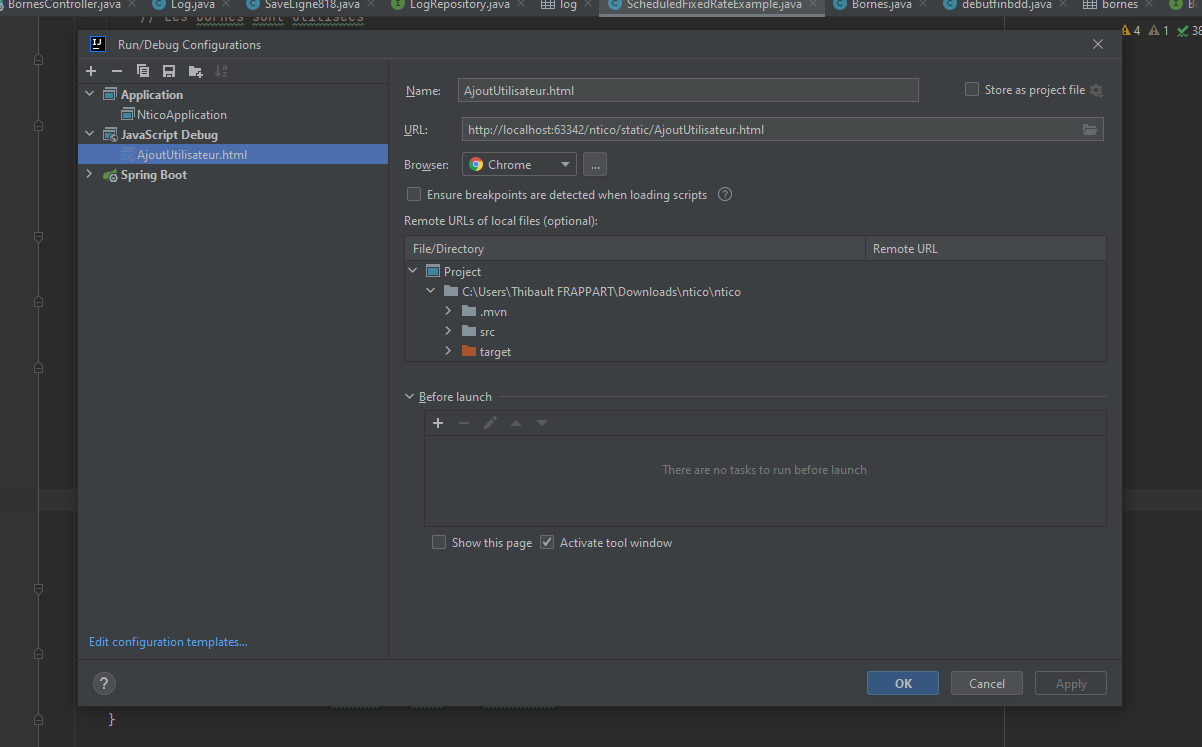 BornesController.java Log.java SaveLigne818.java LogRepository.java log ScheduledFixedRateExample.java Bornes.java debutfinbdd.java bornes
// Les bornes sont utilisees
4 1 38
Run/Debug Configurations
Application
NticoApplication
JavaScript Debug
AjoutUtilisateur.html
Spring Boot
Edit configuration templates...
Name: AjoutUtilisateur.html Store as project file
URL: http://localhost:63342/ntico/static/AjoutUtilisateur.html
Browser: Chrome ...
Ensure breakpoints are detected when loading scripts ?
Remote URLs of local files (optional):
File/Directory Remote URL
Project
C:\Users\Thibault FRAPPART\Downloads\ntico\ntico
.mvn
src
target
Before launch
There are no tasks to run before launch
Show this page Activate tool window
? OK Cancel Apply
}